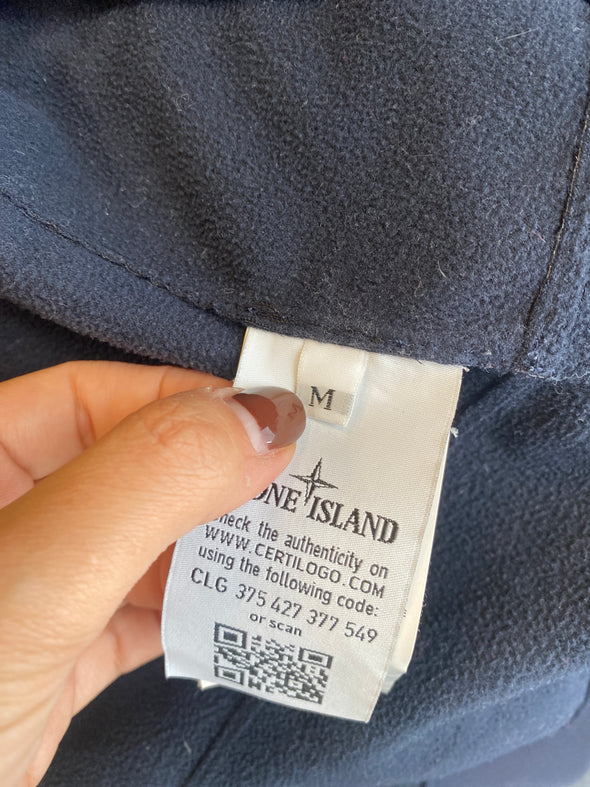 M
ONE ISLAND
heck the authenticity on
WWW.CERTILOGO.COM
using the following code:
CLG 375 427 377 549
or scan